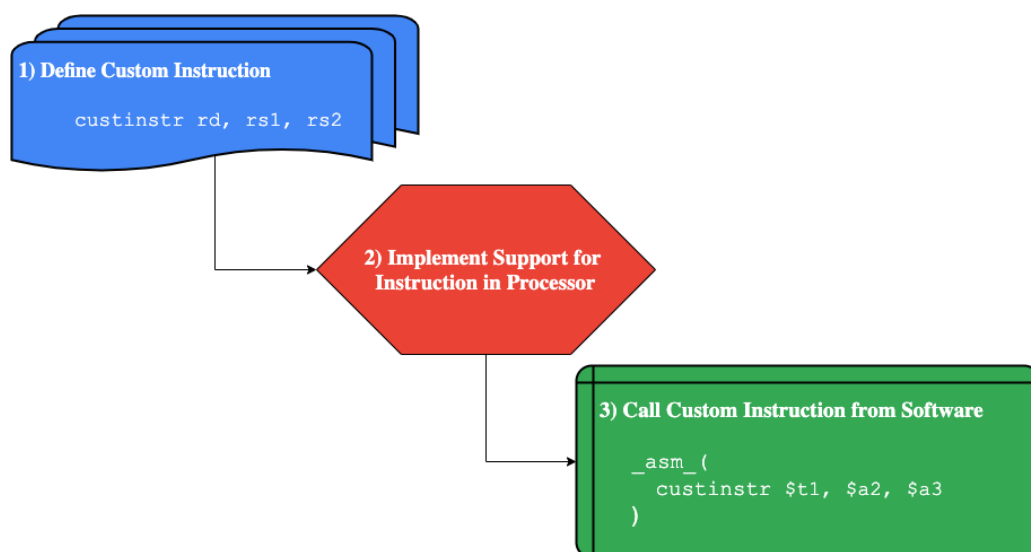 1) Define Custom Instruction
custinstr rd, rs1, rs2
2) Implement Support for
Instruction in Processor
3) Call Custom Instruction from Software
_asm_(
custinstr $t1, $a2, $a3
)